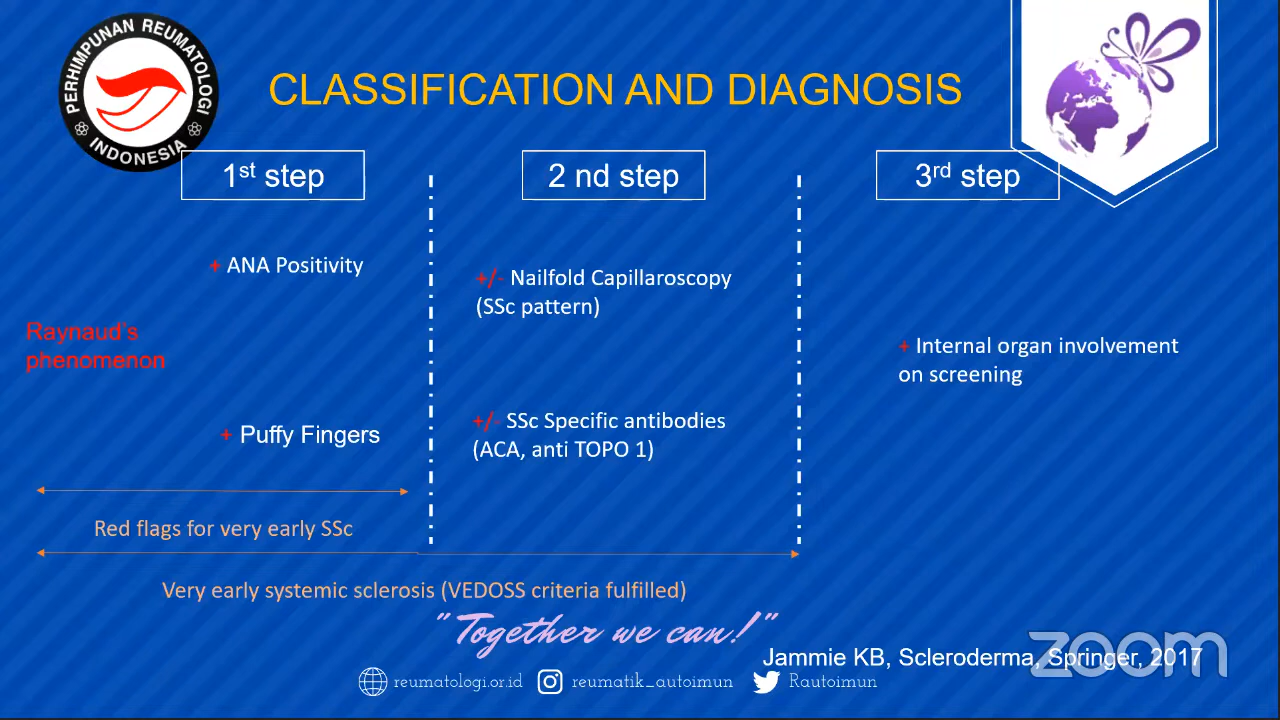 PERHIMPUNAN REUMATOLOGI
INDONESIA
CLASSIFICATION AND DIAGNOSIS
1st step
2 nd step
3rd step
+ ANA Positivity
Raynaud's
phenomenon
+ Puffy Fingers
+/- Nailfold Capillaroscopy
(SSc pattern)
+/- SSc Specific antibodies
(ACA, anti TOPO 1)
+ Internal organ involvement
on screening
Red flags for very early SSc
Very early systemic sclerosis (VEDOSS criteria fulfilled)
"Together we can!"
Jammie KB, Scleroderma, Springer, 2017
zoom
reumatologi.or.id
reumatik_autoimun
Rautoimun